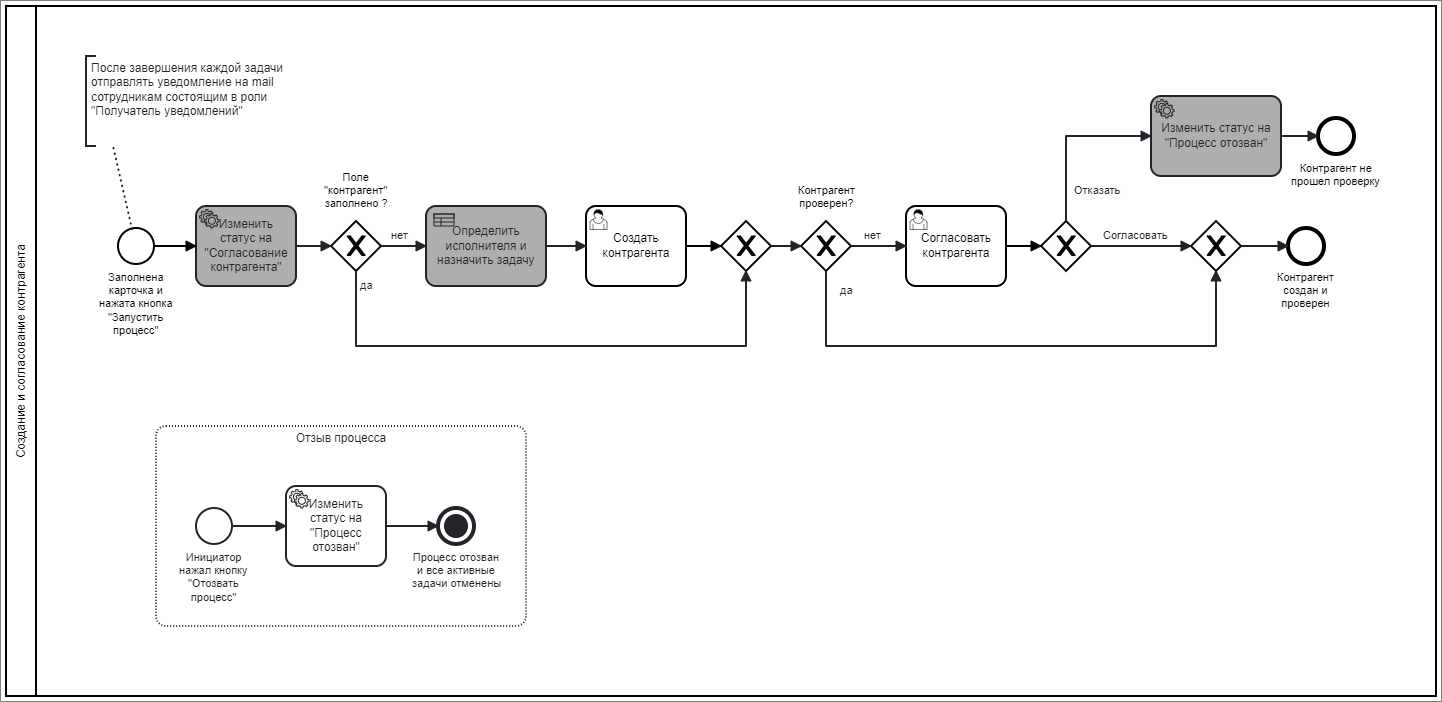 Создание и согласование контрагента
После завершения каждой задачи
отправлять уведомление на mail
сотрудникам состоящим в роли
"Получатель уведомлений"
Заполнена
карточка и
нажата кнопка
"Запустить
процесс"
Изменить
статус на
"Согласование
контрагента"
Поле
"контрагент"
заполнено ?
нет
да
Определить
исполнителя и
назначить задачу
Создать
контрагента
Контрагент
проверен?
нет
да
Согласовать
контрагента
Отказать
Согласовать
Изменить статус на
"Процесс отозван"
Контрагент не
прошел проверку
Контрагент
создан и
проверен
Отзыв процесса
Инициатор
нажал кнопку
"Отозвать
процесс"
Изменить
статус на
"Процесс
отозван"
Процесс отозван
и все активные
задачи отменены